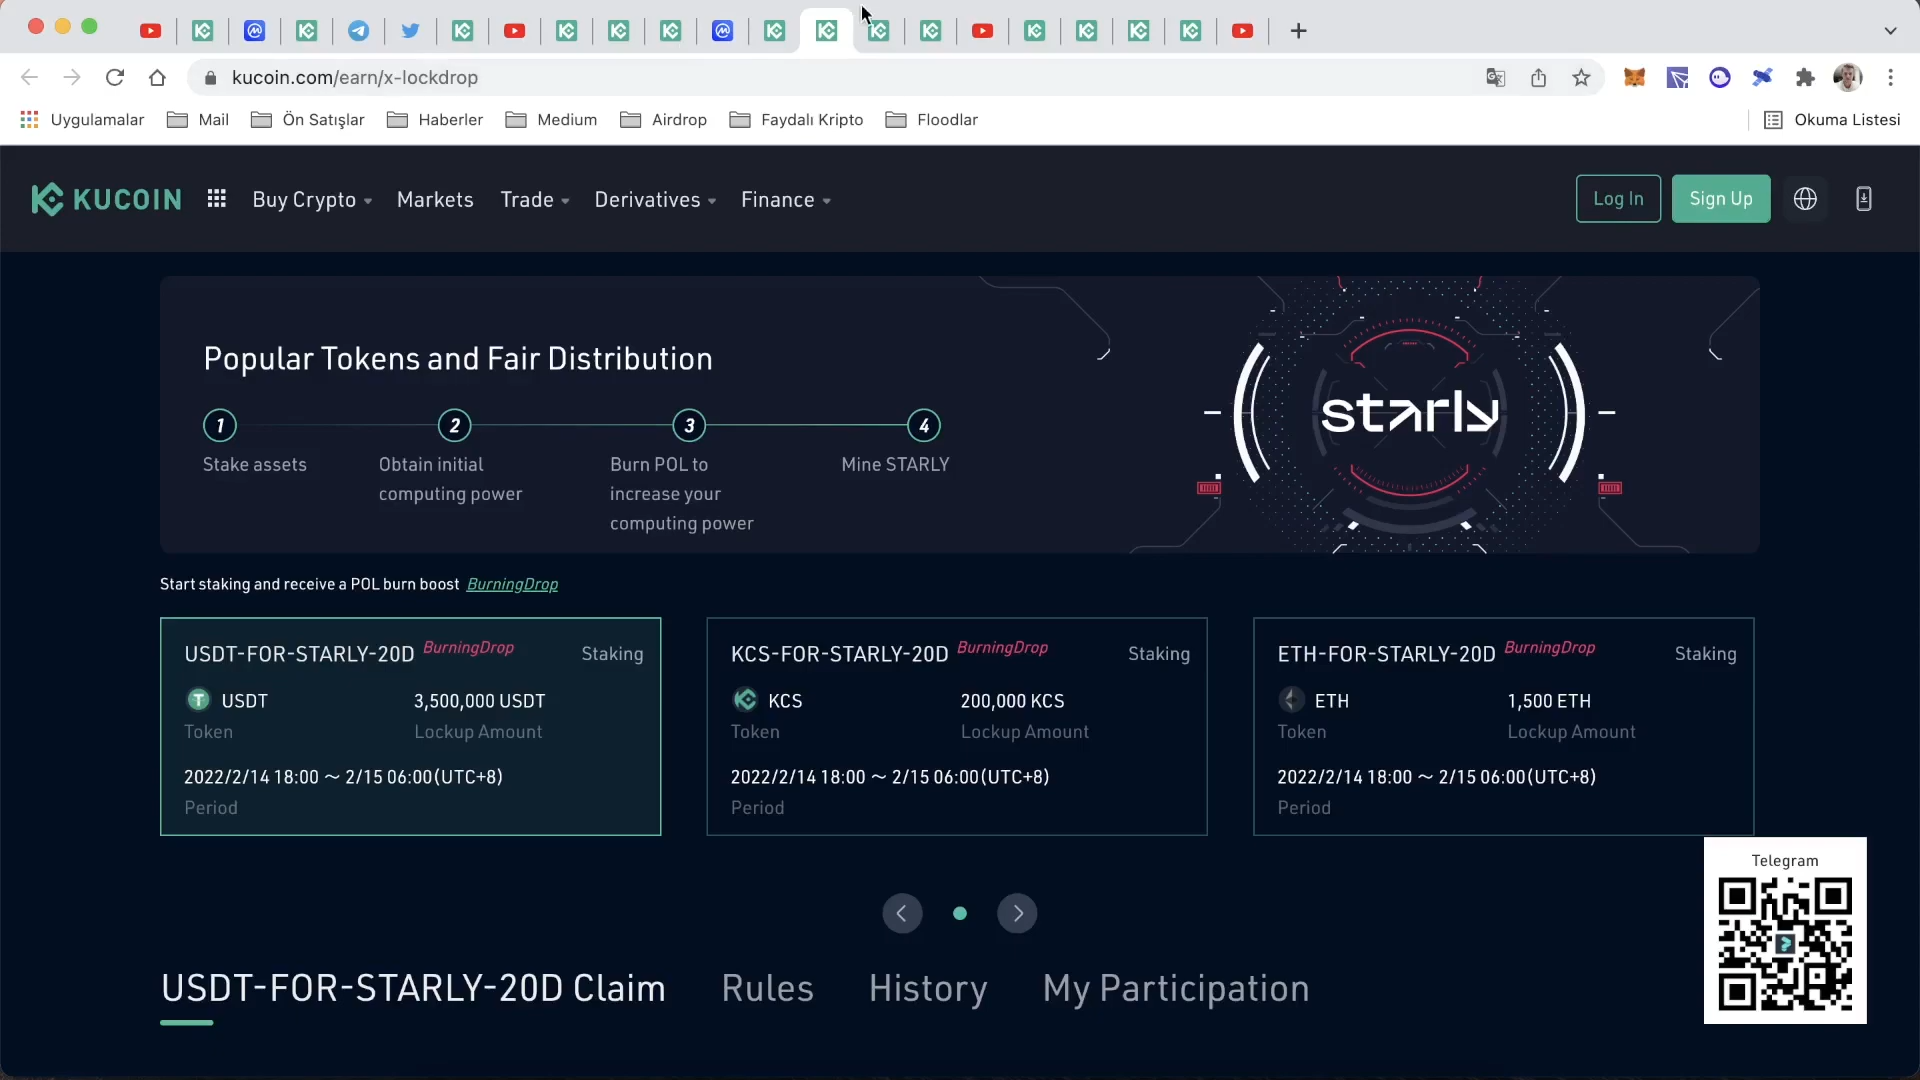 kucoin.com/earn/x-lockdrop
Uygulamalar Mail Ön Satışlar Haberler Medium Airdrop Faydalı Kripto Floodlar Okuma Listesi
KUCOIN Buy Crypto Markets Trade Derivatives Finance Log In Sign Up
Popular Tokens and Fair Distribution
1 2 3 4
Stake assets
Obtain initial
computing power
Burn POL to
increase your
computing power
Mine STARLY
starly
Start staking and receive a POL burn boost BurningDrop
USDT-FOR-STARLY-20D BurningDrop Staking
USDT 3,500,000 USDT
Token Lockup Amount
2022/2/14 18:00 ～ 2/15 06:00(UTC+8)
Period
KCS-FOR-STARLY-20D BurningDrop Staking
KCS 200,000 KCS
Token Lockup Amount
2022/2/14 18:00 ～ 2/15 06:00(UTC+8)
Period
ETH-FOR-STARLY-20D BurningDrop Staking
ETH 1,500 ETH
Token Lockup Amount
2022/2/14 18:00 ～ 2/15 06:00(UTC+8)
Period
Telegram
USDT-FOR-STARLY-20D Claim Rules History My Participation